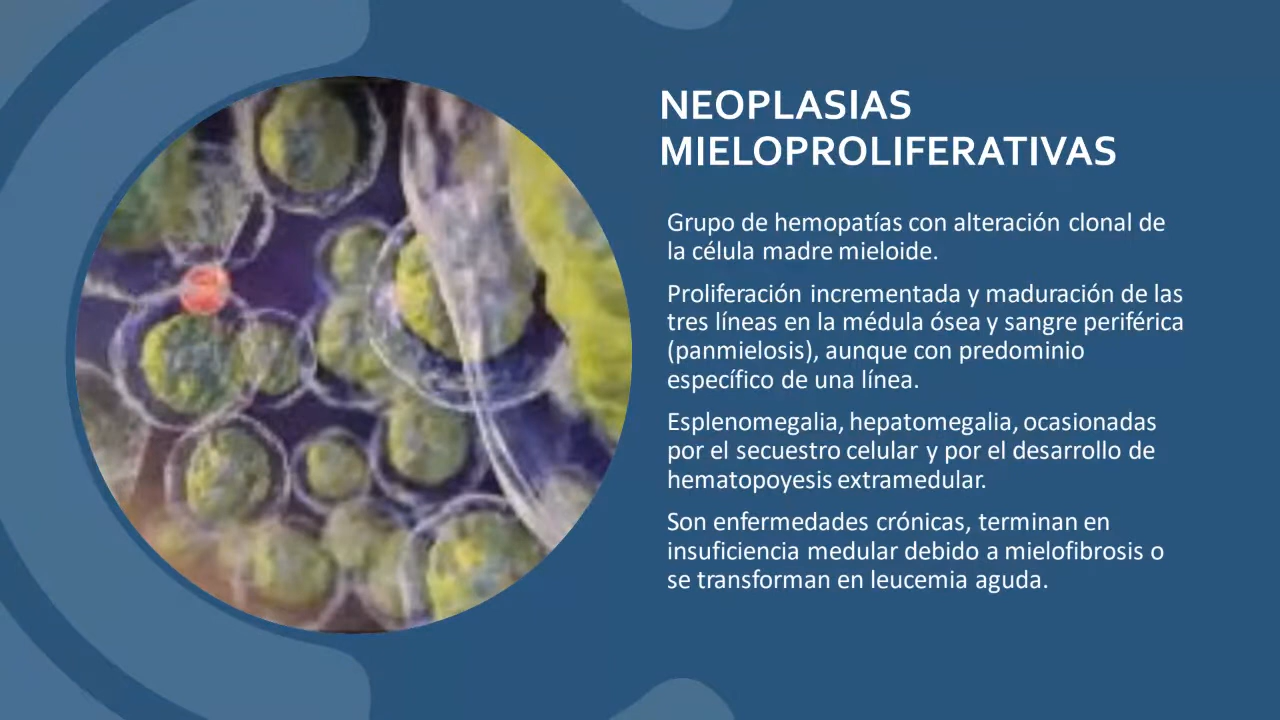 NEOPLASIAS
MIELOPROLIFERATIVAS
Grupo de hemopatías con alteración clonal de
la célula madre mieloide.
Proliferación incrementada y maduración de las
tres líneas en la médula ósea y sangre periférica
(panmielosis), aunque con predominio
específico de una línea.
Esplenomegalia, hepatomegalia, ocasionadas
por el secuestro celular y por el desarrollo de
hematopoyesis extramedular.
Son enfermedades crónicas, terminan en
insuficiencia medular debido a mielofibrosis o
se transforman en leucemia aguda.